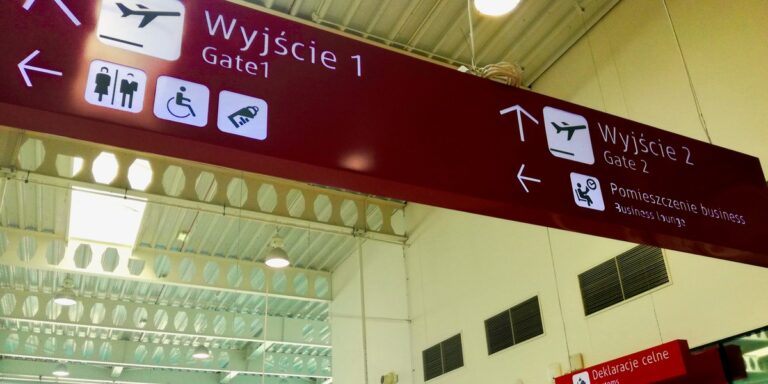 Wyjście 1
Gate1
Wyjście 2
Gate 2
Pomieszczenie business
Business lounge
Deklaracje celne